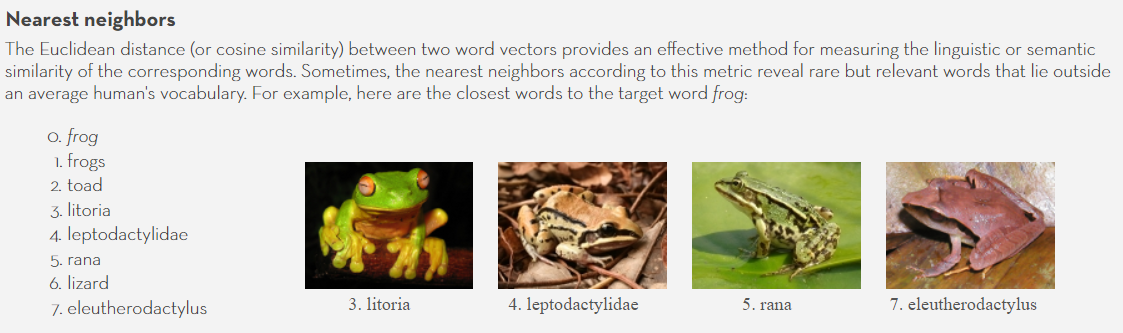 Nearest neighbors
The Euclidean distance (or cosine similarity) between two word vectors provides an effective method for measuring the linguistic or semantic
similarity of the corresponding words. Sometimes, the nearest neighbors according to this metric reveal rare but relevant words that lie outside
an average human's vocabulary. For example, here are the closest words to the target word frog:
0. frog
1. frogs
2. toad
3. litoria
4. leptodactylidae
5. rana
6. lizard
7. eleutherodactylus
3. litoria
4. leptodactylidae
5. rana
7. eleutherodactylus